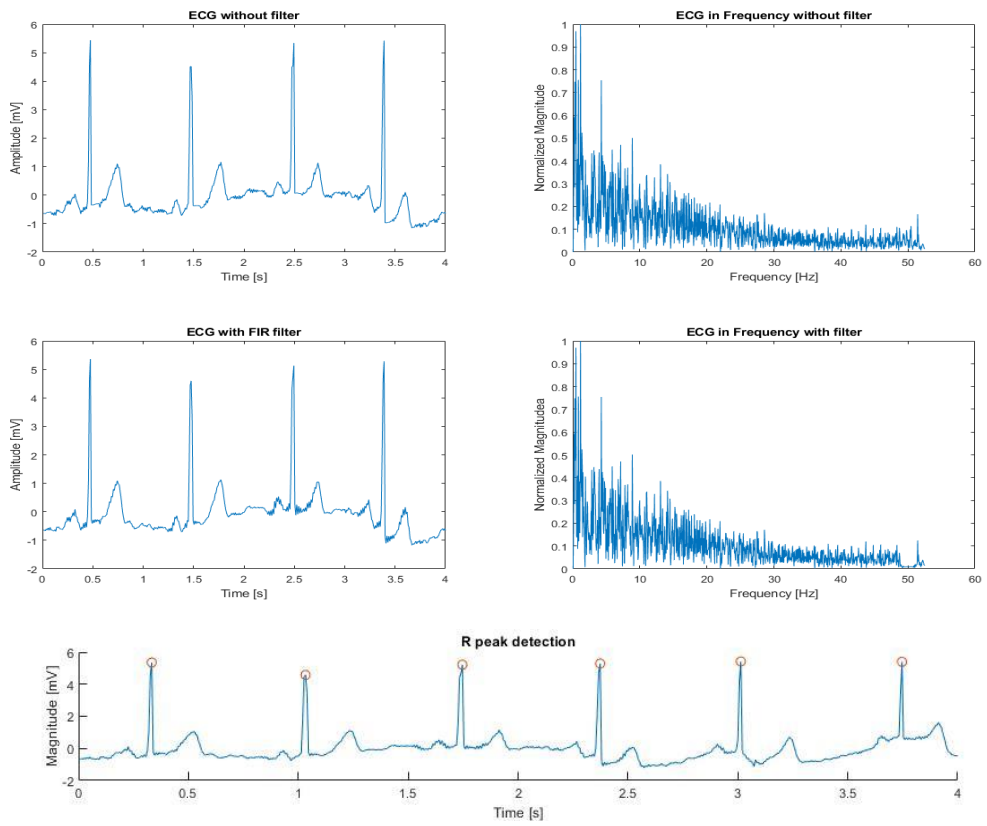 ECG without filter
Amplitude [mV]
6
5
4
3
2
1
0
-1
-2
0 0.5 1 1.5 2 2.5 3 3.5 4
Time [s]
ECG in Frequency without filter
Normalized Magnitude
1
0.9
0.8
0.7
0.6
0.5
0.4
0.3
0.2
0.1
0
0 10 20 30 40 50 60
Frequency [Hz]
ECG with FIR filter
Amplitude [mV]
6
5
4
3
2
1
0
-1
-2
0 0.5 1 1.5 2 2.5 3 3.5 4
Time [s]
ECG in Frequency with filter
Normalized Magnitudea
1
0.9
0.8
0.7
0.6
0.5
0.4
0.3
0.2
0.1
0
0 10 20 30 40 50 60
Frequency [Hz]
R peak detection
Magnitude [mV]
6
4
2
0
-2
0 0.5 1 1.5 2 2.5 3 3.5 4
Time [s]